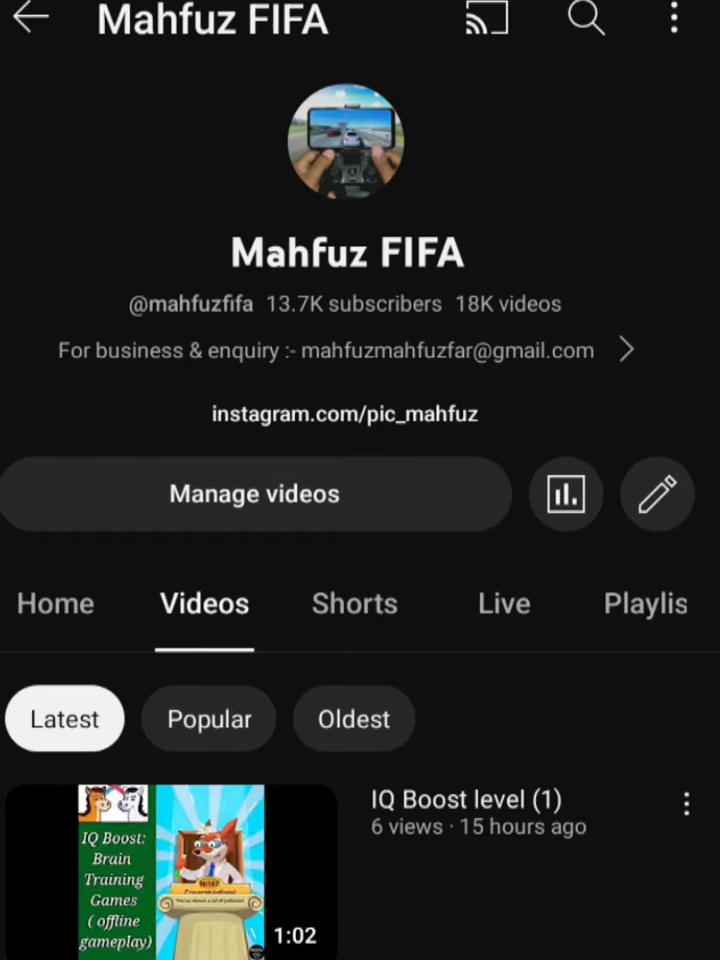 Mahfuz FIFA
Mahfuz FIFA
@mahfuzfifa 13.7K subscribers 18K videos
For business & enquiry :- mahfuzmahfuzfar@gmail.com
instagram.com/pic_mahfuz
Manage videos
Home Videos Shorts Live Playlis
Latest Popular Oldest
IQ Boost level (1)
6 views · 15 hours ago
IQ Boost:
Brain
Training
Games
( offline
gameplay)
1:02